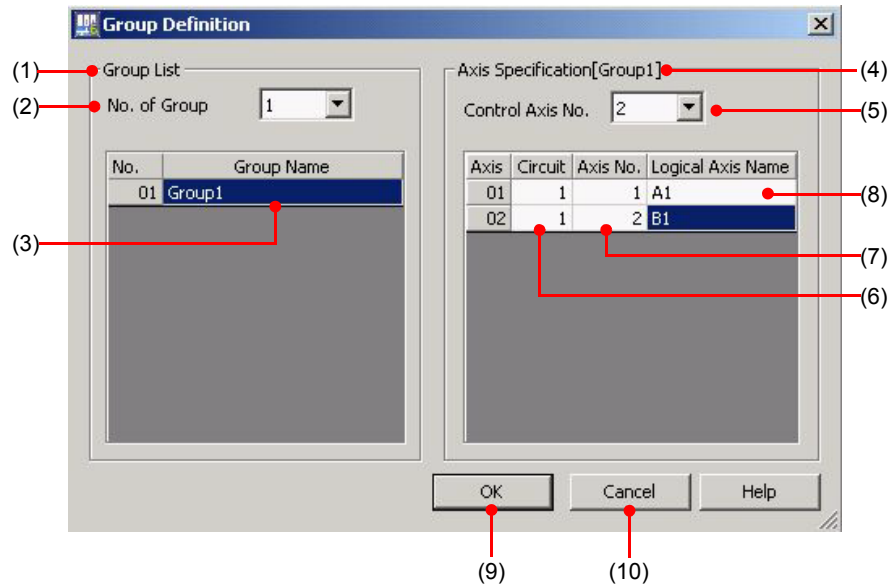 Group Definition
(1) Group List
(2) No. of Group 1
No. Group Name
01 Group1
(3)
Axis Specification[Group1] (4)
Control Axis No. 2 (5)
Axis Circuit Axis No. Logical Axis Name
01 1 1 A1 (8)
02 1 2 B1
(7)
(6)
OK Cancel Help
(9) (10)